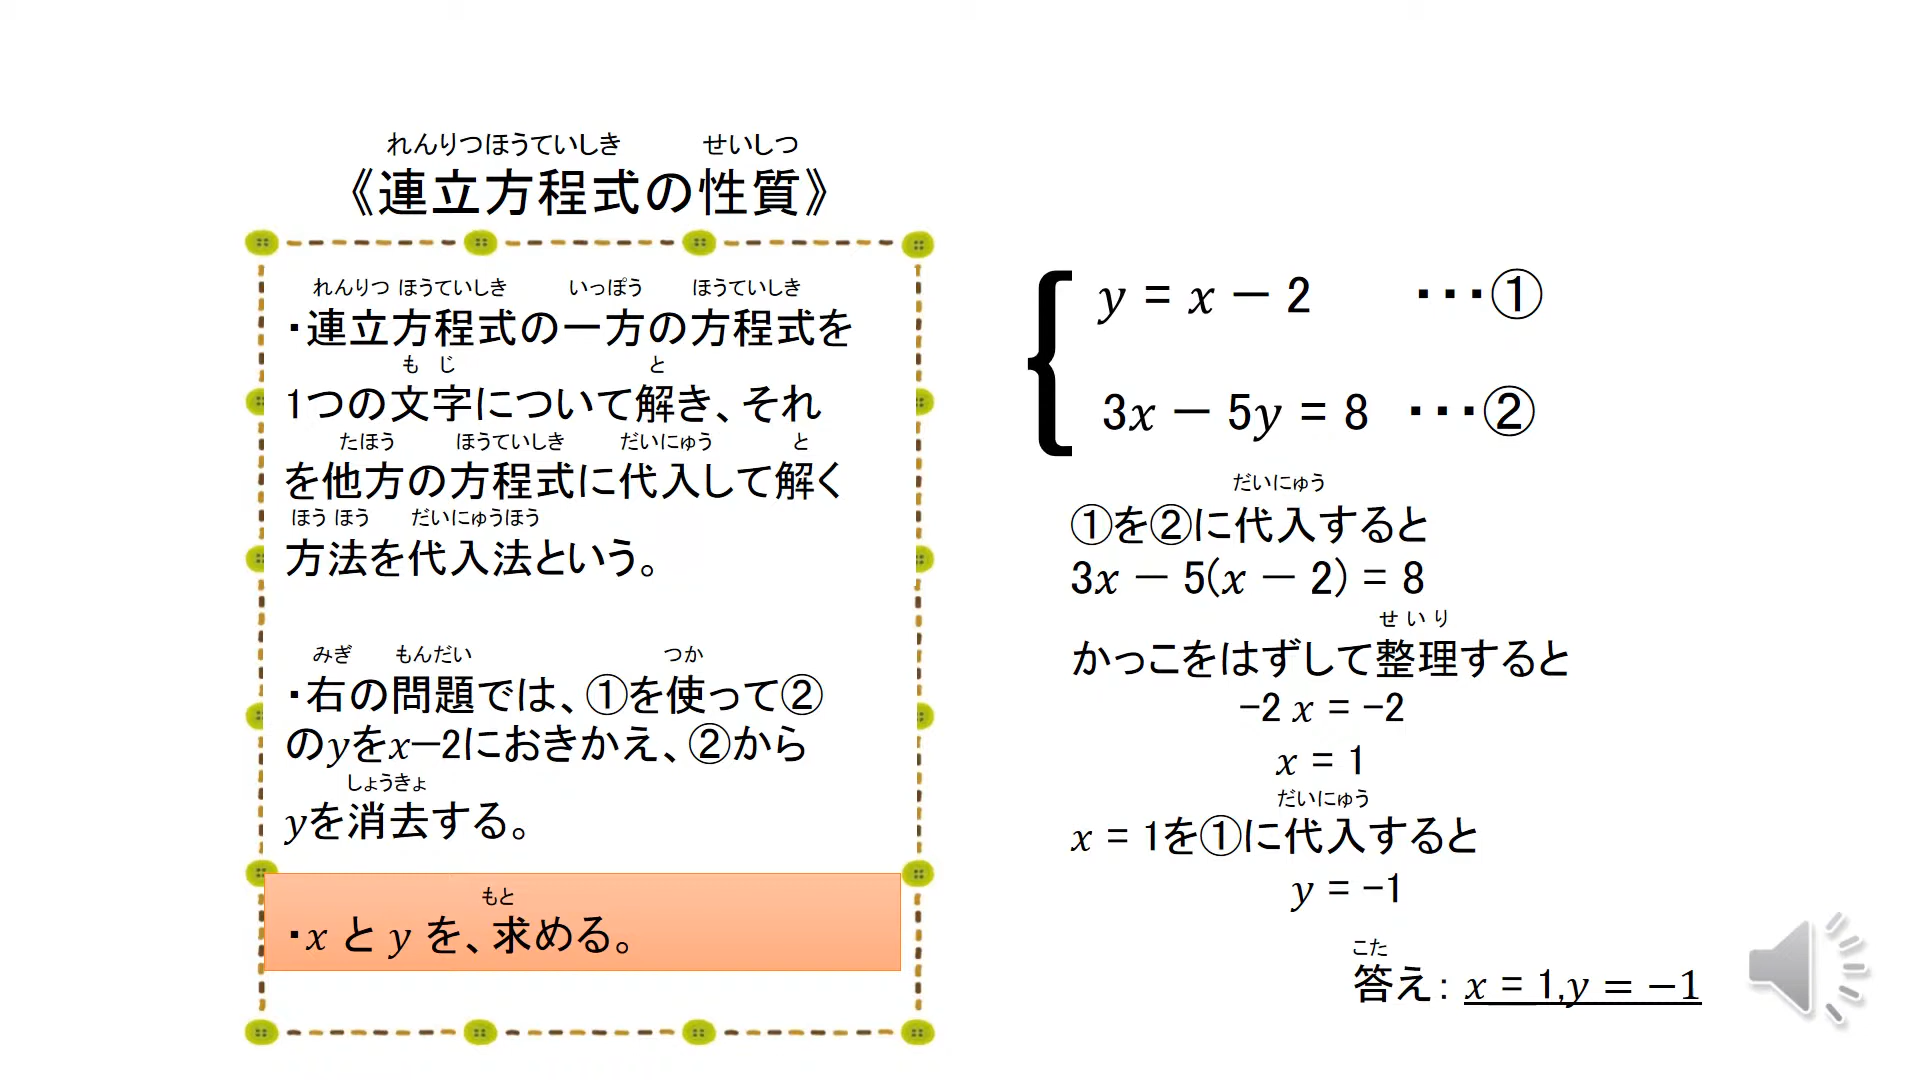 れんりつほうていしき せいしつ
《連立方程式の性質》
れんりつ ほうていしき いっぽう ほうていしき
・連立方程式の一方の方程式を
もじ と
1つの文字について解き、それ
たほう ほうていしき だいにゅう と
を他方の方程式に代入して解く
ほうほう だいにゅうほう
方法を代入法という。
みぎ もんだい つか
・右の問題では、①を使って②
のyをx−2におきかえ、②から
しょうきょ
yを消去する。
もと
・x と y を、求める。
y = x − 2 ・・・①
3x − 5y = 8 ・・・②
だいにゅう
①を②に代入すると
3x − 5(x − 2) = 8
せいり
かっこをはずして整理すると
-2 x = -2
x = 1
だいにゅう
x = 1を①に代入すると
y = -1
こた
答え: x = 1,y = −1